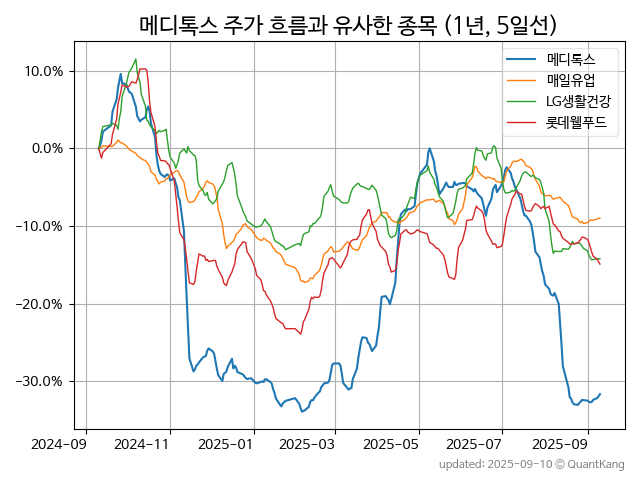 메디톡스 주가 흐름과 유사한 종목 (1년, 5일선)
메디톡스
매일유업
LG생활건강
롯데웰푸드
10.0%
0.0%
−10.0%
−20.0%
−30.0%
2024-09
2024-11
2025-01
2025-03
2025-05
2025-07
2025-09
updated: 2025-09-10 © QuantKang